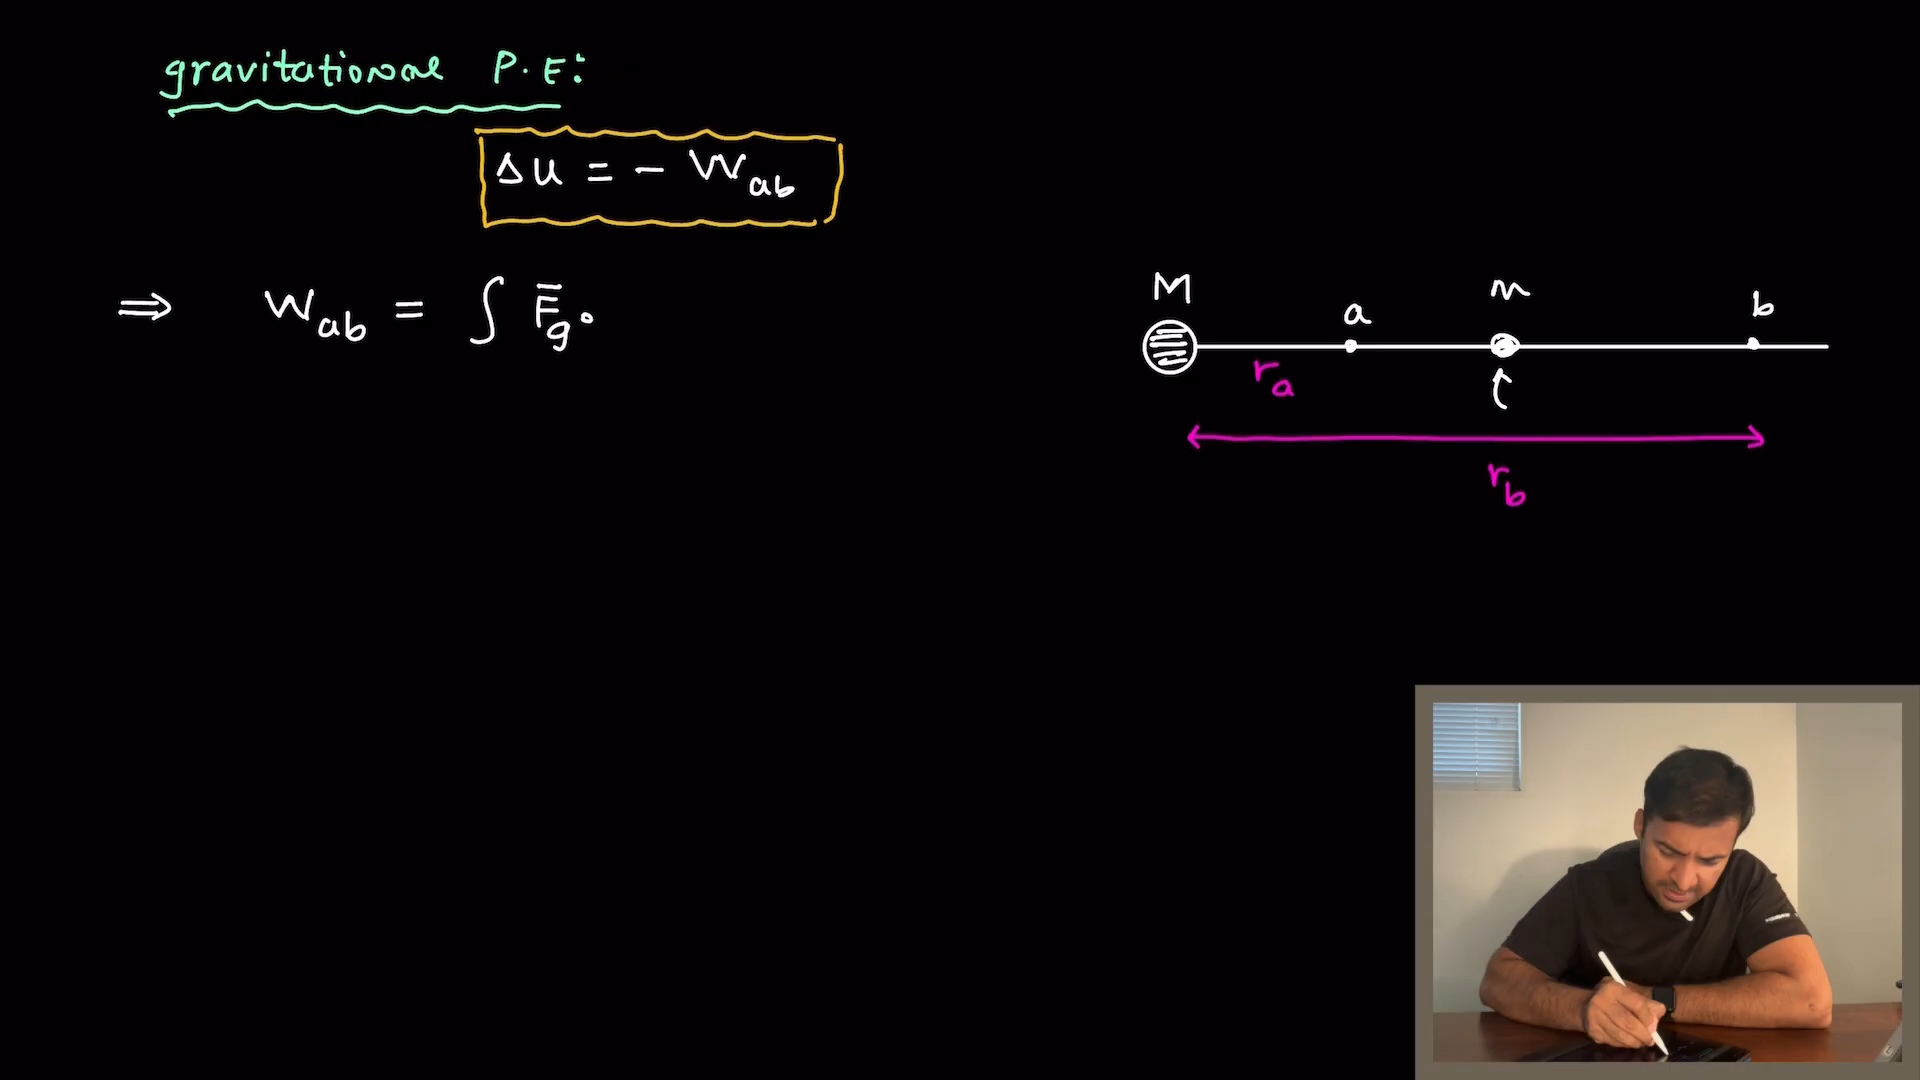 gravitational P.E:
Δu = - W_ab
⇒ W_ab = ∫ F̅_g∘
M a m b
r_a
r_b